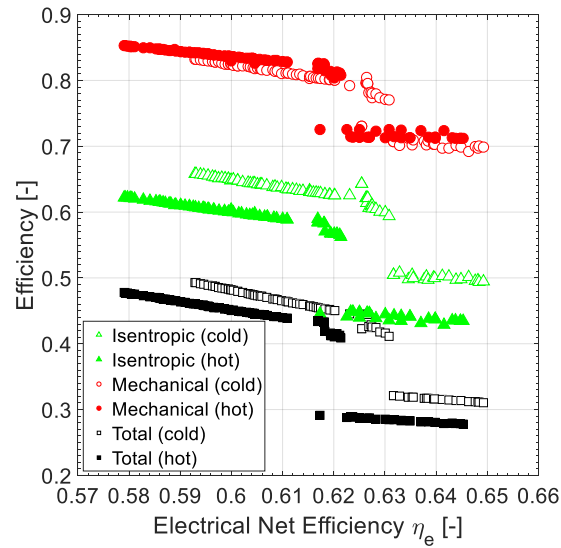 0.9
0.8
0.7
0.6
0.5
0.4
0.3
0.2
Efficiency [-]
Isentropic (cold)
Isentropic (hot)
Mechanical (cold)
Mechanical (hot)
Total (cold)
Total (hot)
0.57 0.58 0.59 0.6 0.61 0.62 0.63 0.64 0.65 0.66
Electrical Net Efficiency ηe [-]